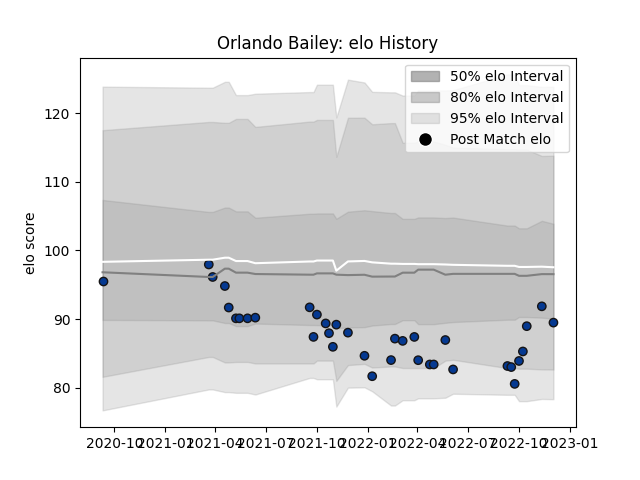 Orlando Bailey: elo History
50% elo Interval
80% elo Interval
95% elo Interval
Post Match elo
elo score
120
110
100
90
80
2020-10 2021-01 2021-04 2021-07 2021-10 2022-01 2022-04 2022-07 2022-10 2023-01